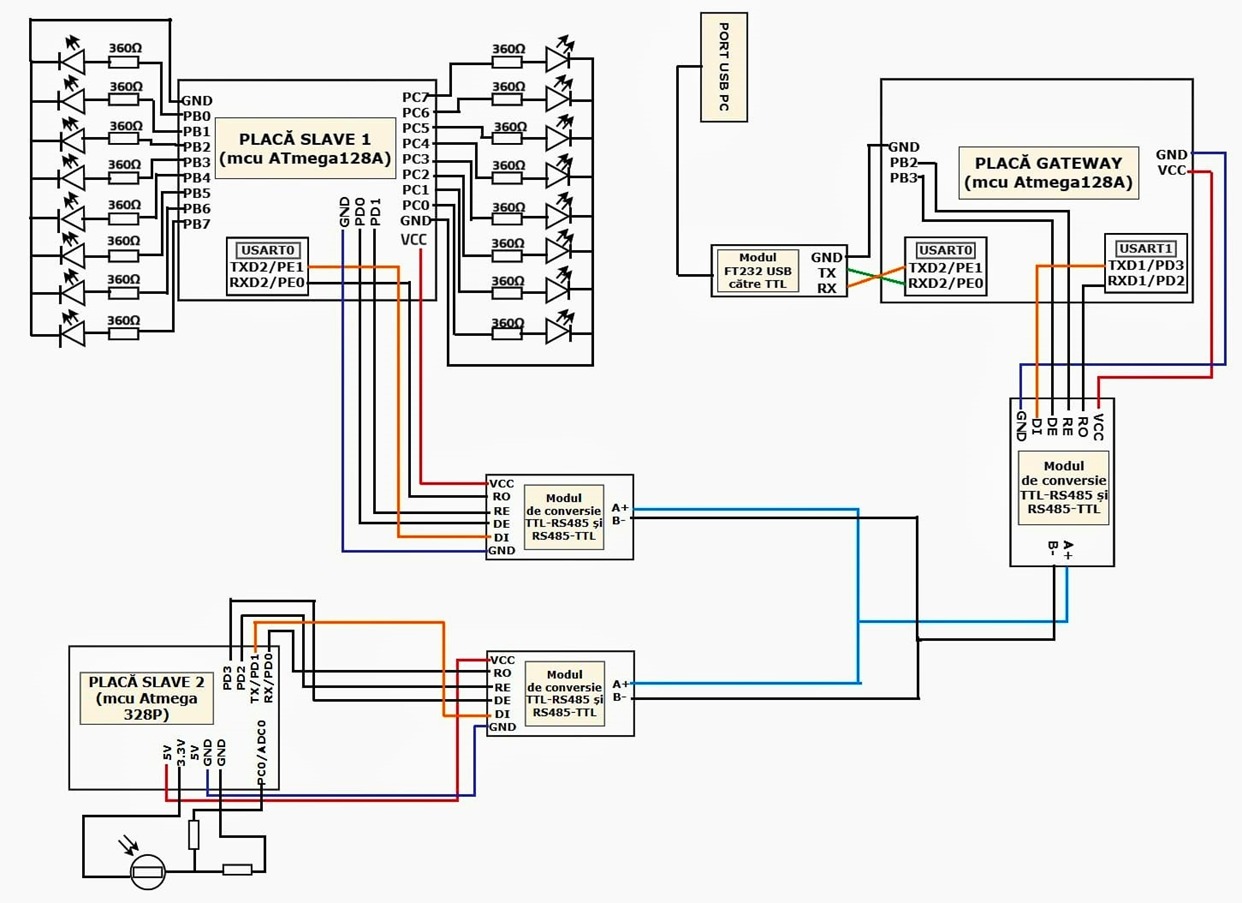 360Ω
360Ω
360Ω
360Ω
360Ω
360Ω
360Ω
360Ω
GND
PB0
PB1
PB2
PB3
PB4
PB5
PB6
PB7
PLACĂ SLAVE 1
(mcu ATmega128A)
PC7
PC6
PC5
PC4
PC3
PC2
PC1
PC0
GND
VCC
GND
PD0
PD1
USART0
TXD2/PE1
RXD2/PE0
360Ω
360Ω
360Ω
360Ω
360Ω
360Ω
360Ω
360Ω
PORT USB PC
Modul
FT232 USB
către TTL
GND
TX
RX
GND
PB2
PB3
PLACĂ GATEWAY
(mcu Atmega128A)
GND
VCC
USART0
TXD2/PE1
RXD2/PE0
USART1
TXD1/PD3
RXD1/PD2
GND
DI
DE
RE
RO
VCC
Modul
de conversie
TTL-RS485 și
RS485-TTL
B-
A+
VCC
RO
RE
DE
DI
GND
Modul
de conversie
TTL-RS485 și
RS485-TTL
A+
B-
PLACĂ SLAVE 2
(mcu Atmega
328P)
PD3
PD2
TX/PD1
RX/PD0
5V
3.3V
5V
GND
GND
PC0/ADC0
VCC
RO
RE
DE
DI
GND
Modul
de conversie
TTL-RS485 și
RS485-TTL
A+
B-